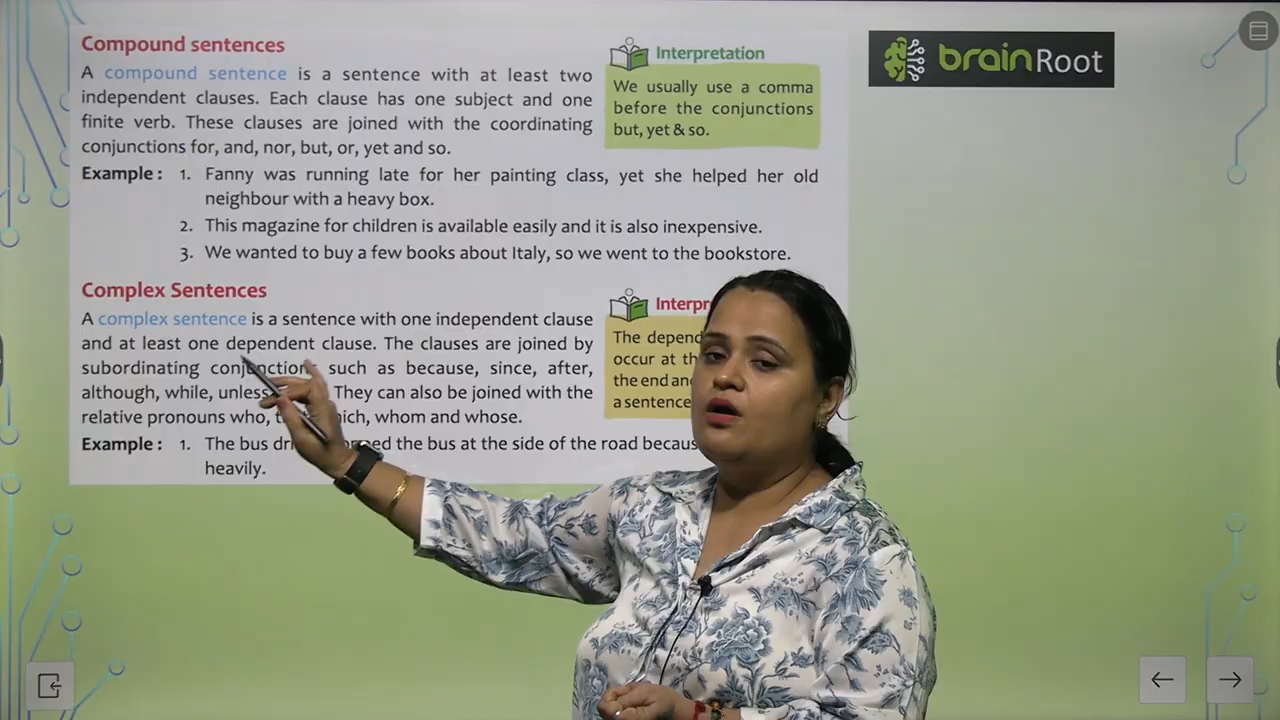 Compound sentences
A compound sentence is a sentence with at least two
independent clauses. Each clause has one subject and one
finite verb. These clauses are joined with the coordinating
conjunctions for, and, nor, but, or, yet and so.
Interpretation
We usually use a comma
before the conjunctions
but, yet & so.
brainRoot
Example : 1. Fanny was running late for her painting class, yet she helped her old
neighbour with a heavy box.
2. This magazine for children is available easily and it is also inexpensive.
3. We wanted to buy a few books about Italy, so we went to the bookstore.
Complex Sentences
A complex sentence is a sentence with one independent clause
and at least one dependent clause. The clauses are joined by
subordinating conjunctions such as because, since, after,
although, while, unless They can also be joined with the
relative pronouns who, whom and whose.
The
occur at
the end
a sentence
Example : 1. The bus the bus at the side of the road
heavily.